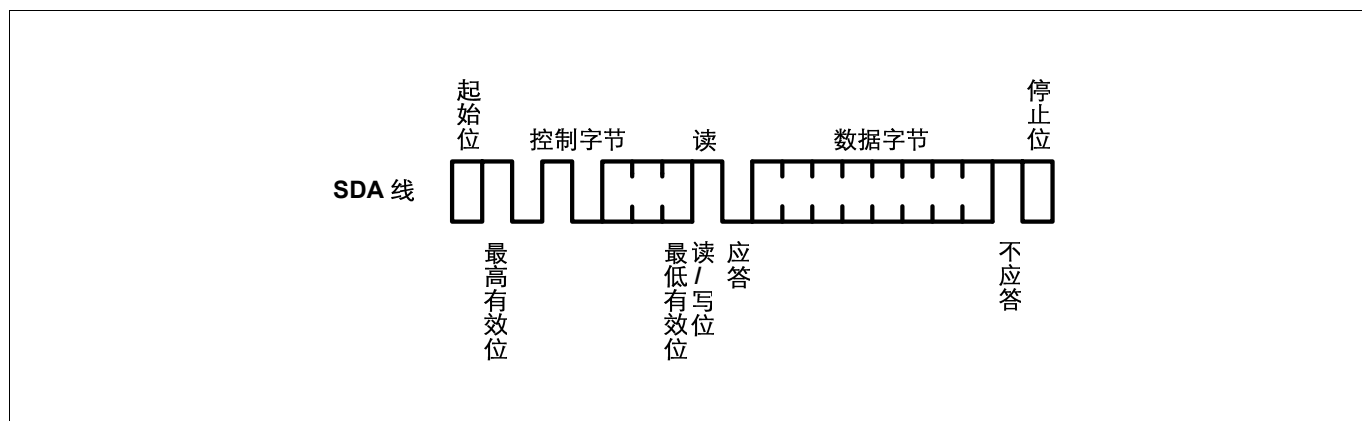 起始位
停止位
控制字节
读
数据字节
SDA 线
最高有效位
最低有效位
读/写位
应答
不应答